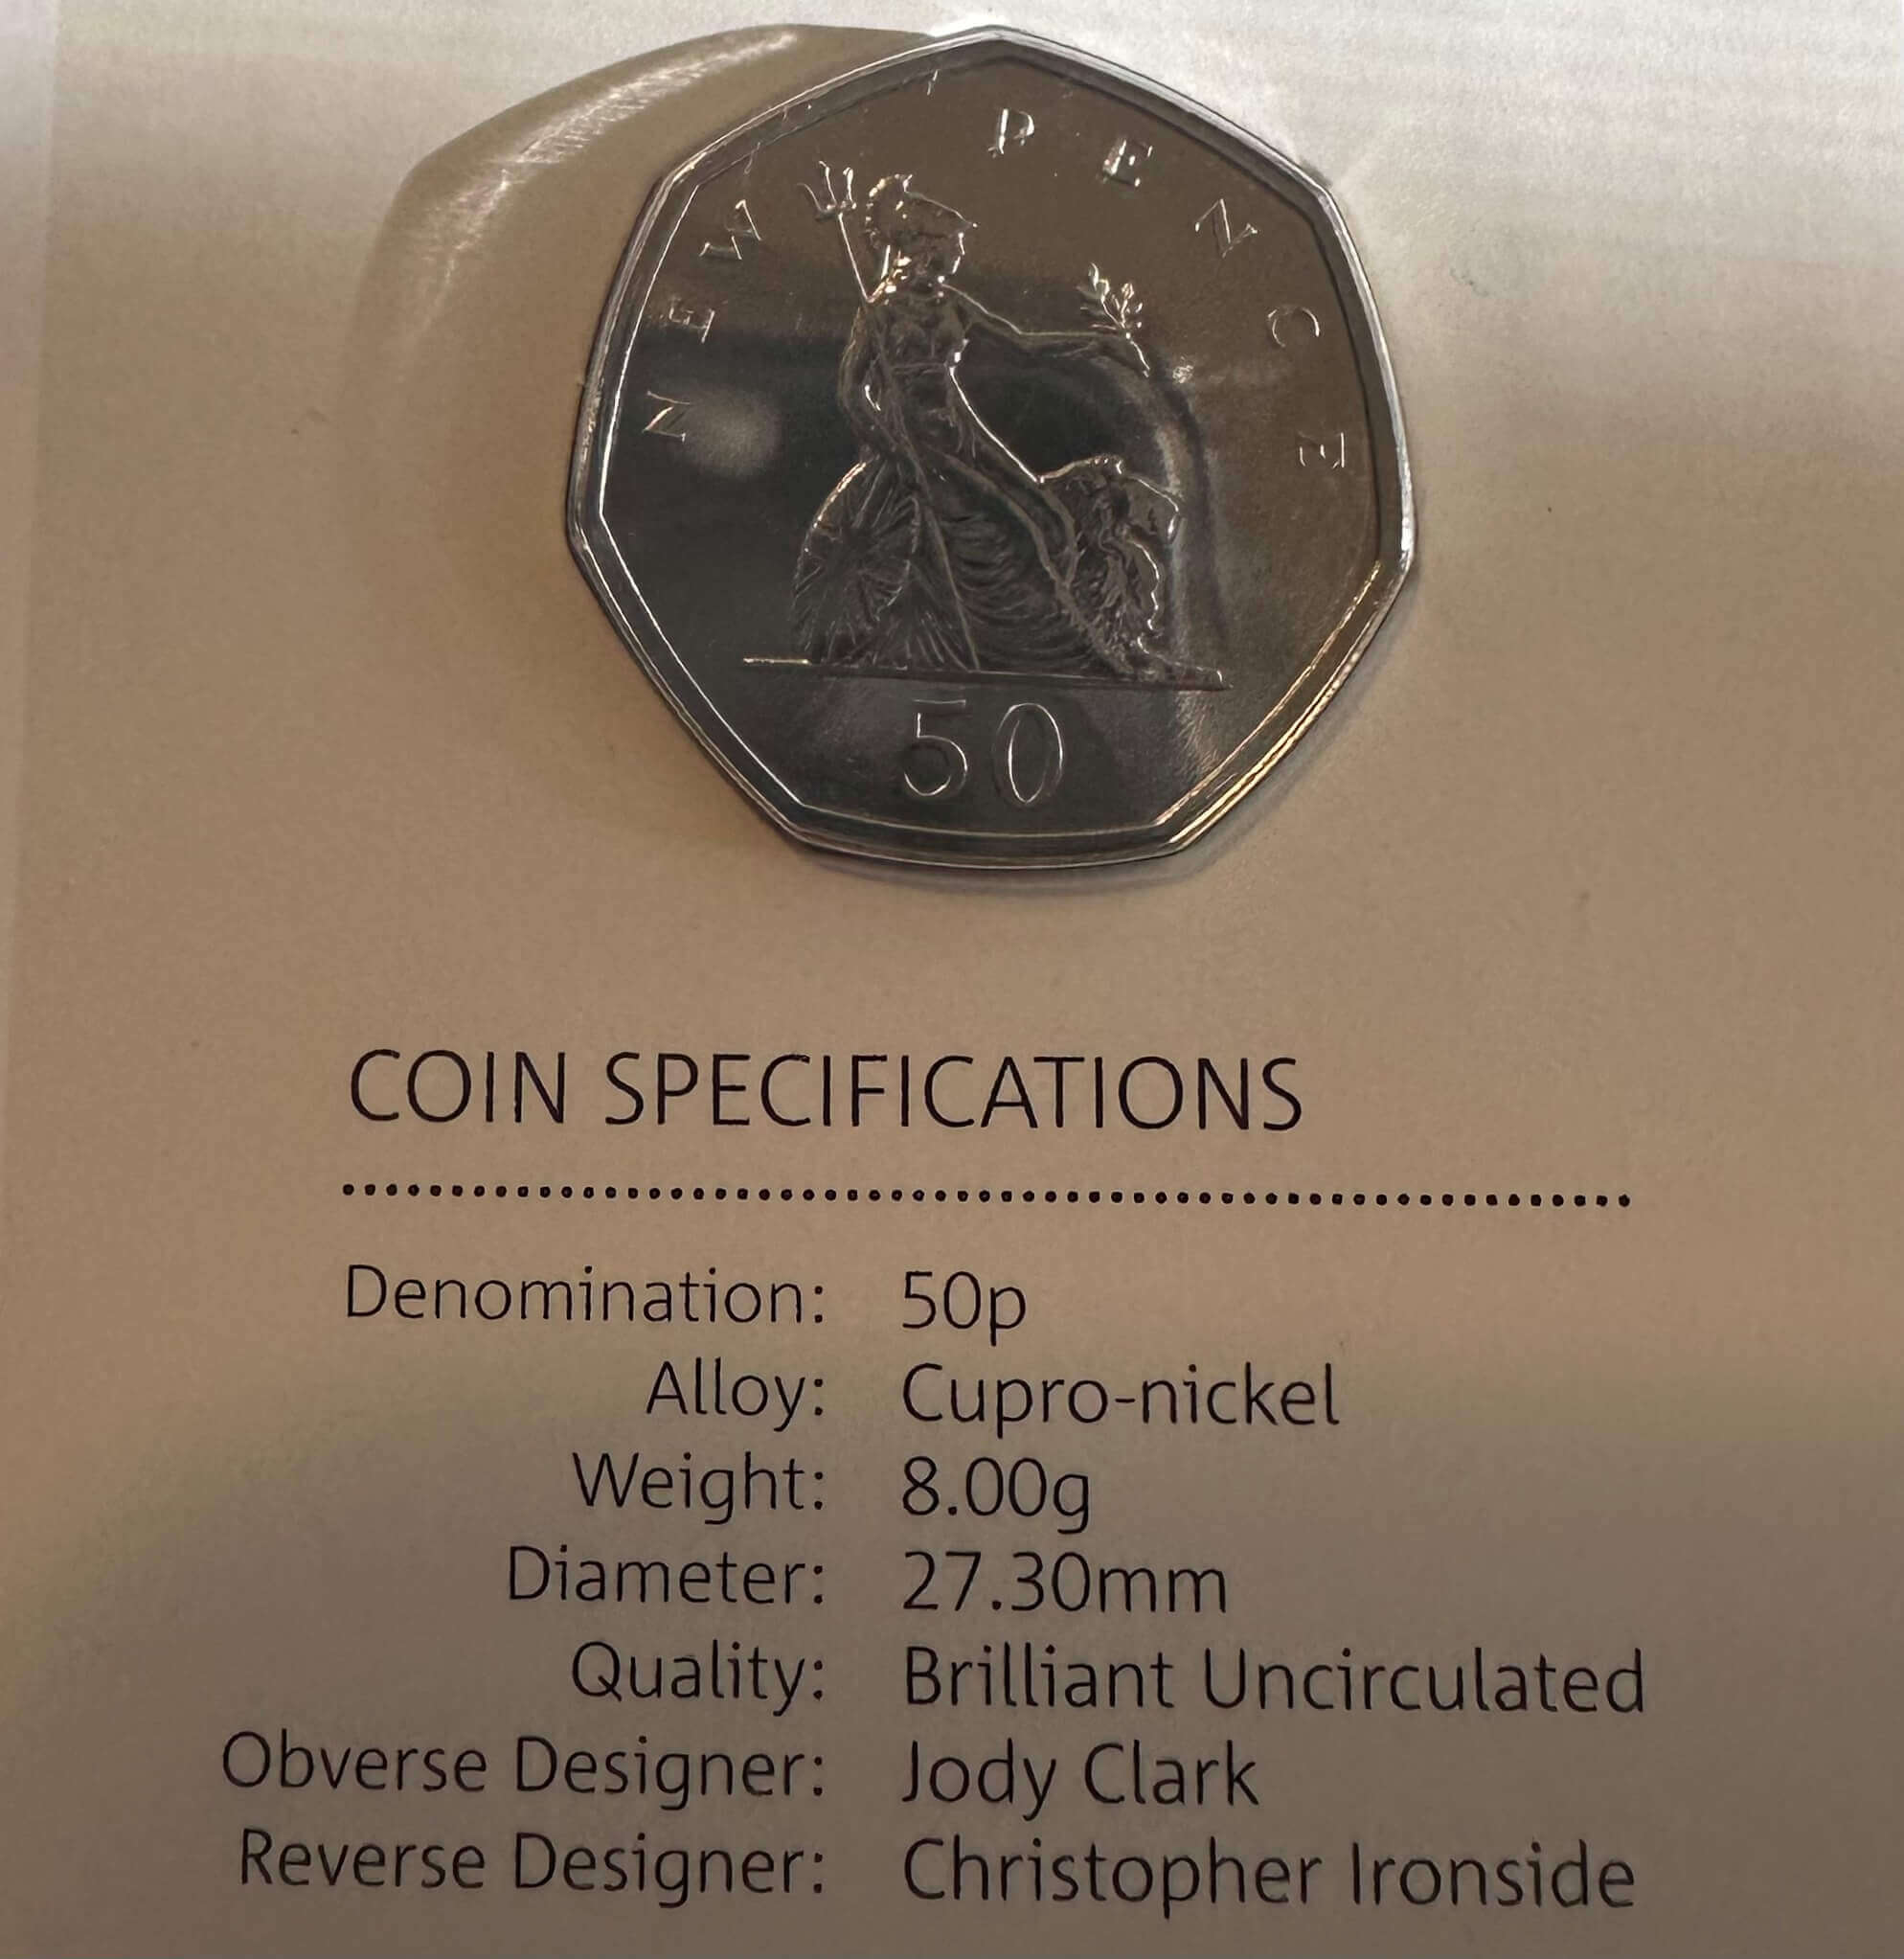 NEW PENCE
50
COIN SPECIFICATIONS
Denomination: 50p
Alloy: Cupro-nickel
Weight: 8.00g
Diameter: 27.30mm
Quality: Brilliant Uncirculated
Obverse Designer: Jody Clark
Reverse Designer: Christopher Ironside